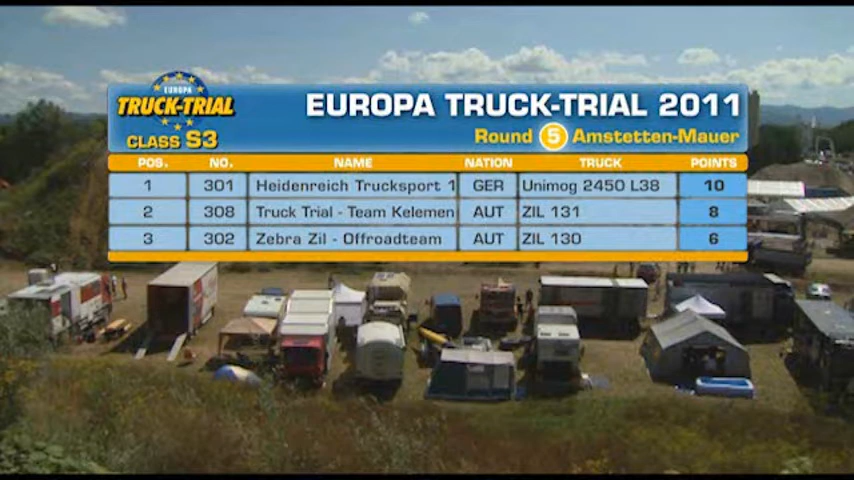 EUROPA
TRUCK-TRIAL
CLASS S3
EUROPA TRUCK-TRIAL 2011
Round 5 Amstetten-Mauer
POS. NO. NAME NATION TRUCK POINTS
1 301 Heidenreich Trucksport 1 GER Unimog 2450 L38 10
2 308 Truck Trial - Team Kelemen AUT ZIL 131 8
3 302 Zebra Zil - Offroadteam AUT ZIL 130 6